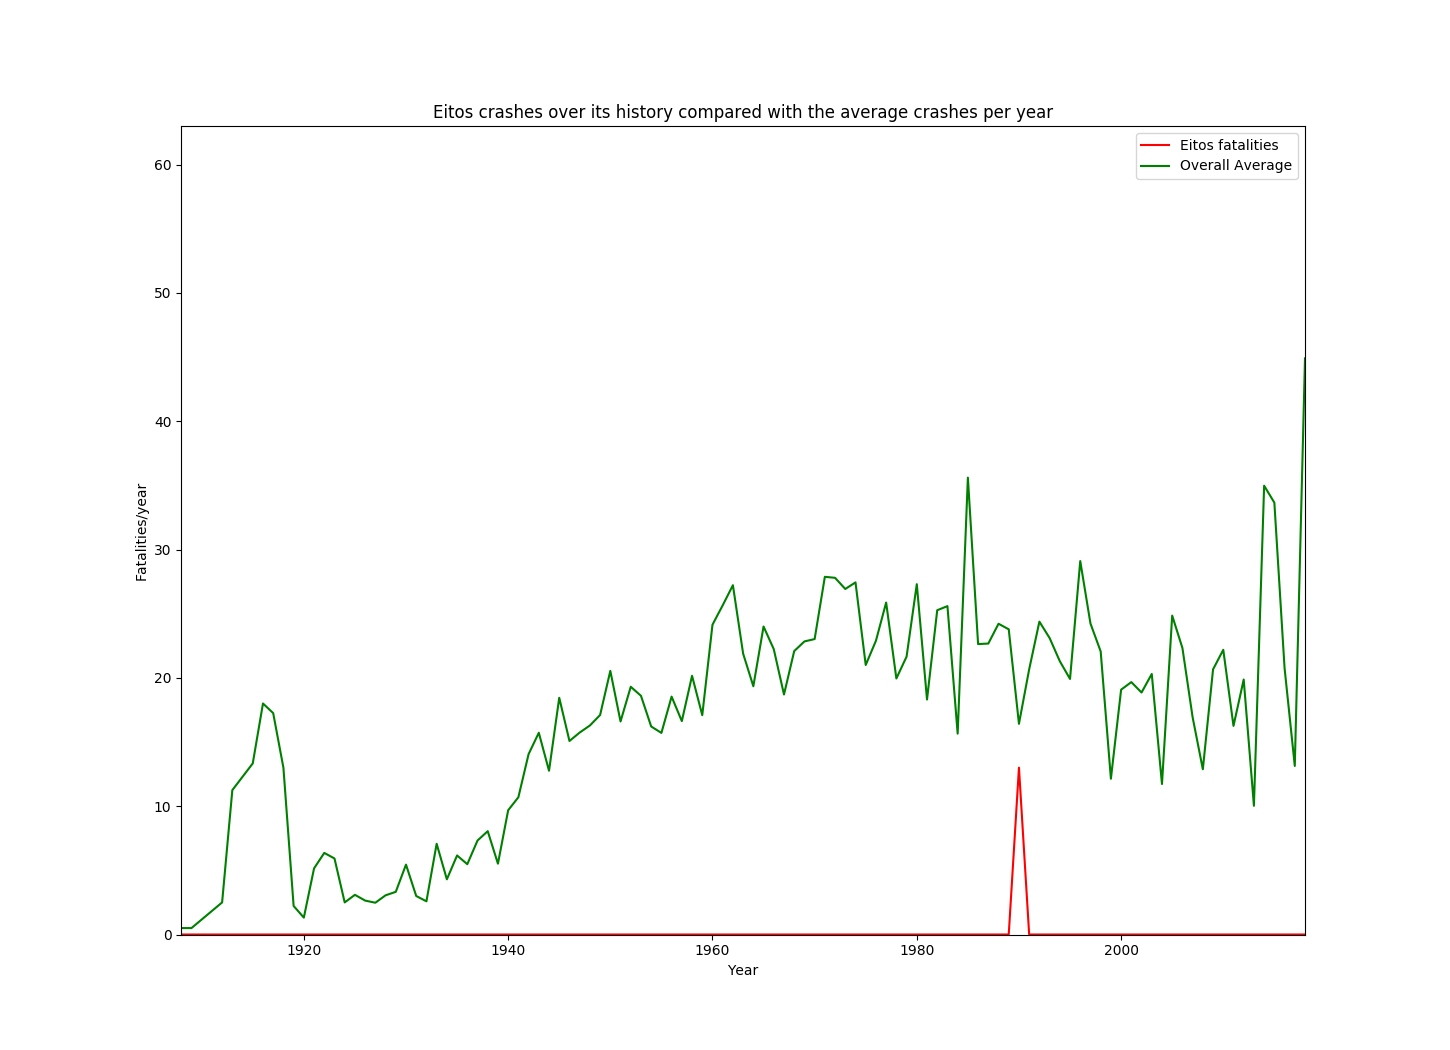 Eitos crashes over its history compared with the average crashes per year
Eitos fatalities
Overall Average
60
50
40
30
20
10
0
Fatalities/year
1920 1940 1960 1980 2000
Year